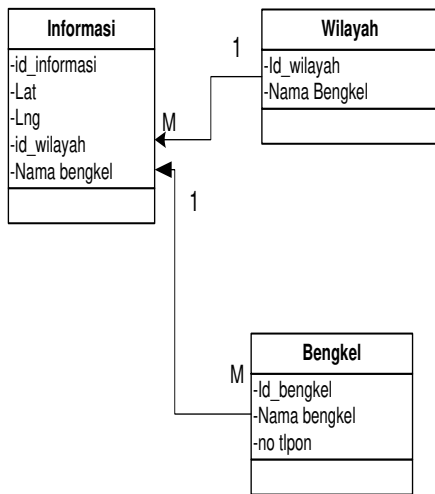 Informasi
-id_informasi
-Lat
-Lng
-id_wilayah
-Nama bengkel
1
M
Wilayah
-Id_wilayah
-Nama Bengkel
1
M
Bengkel
-Id_bengkel
-Nama bengkel
-no tlpon